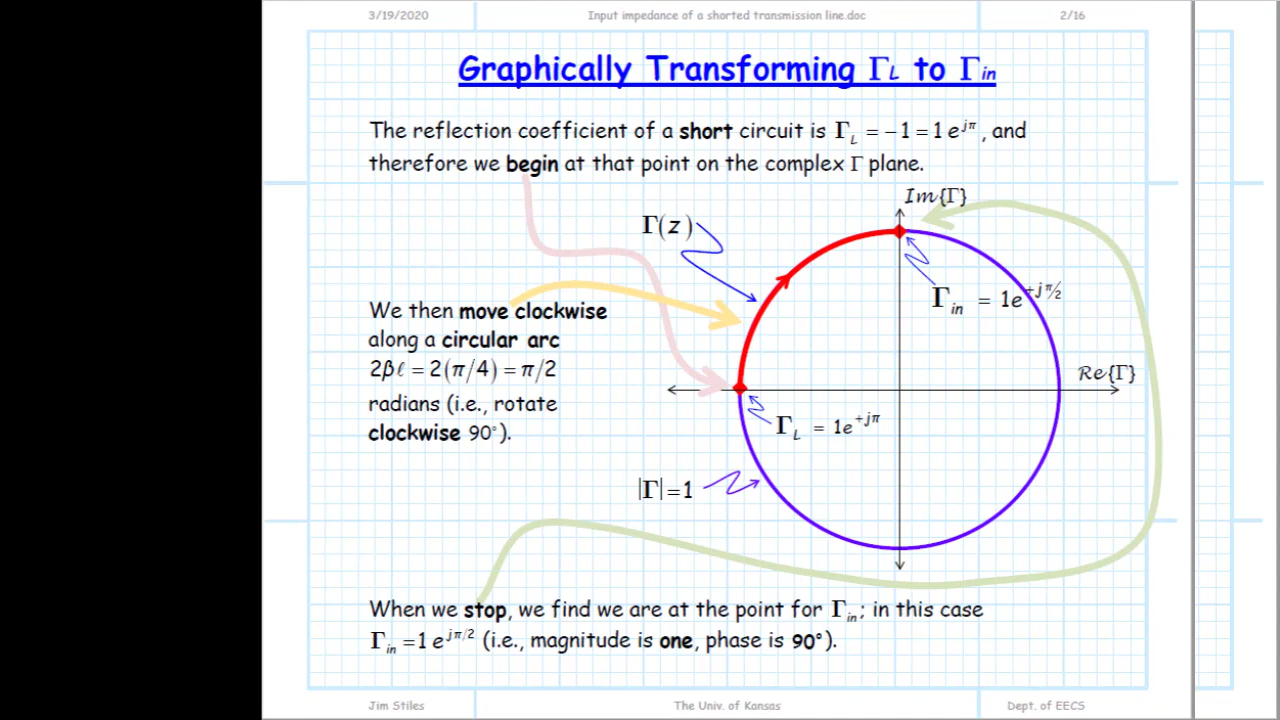 3/19/2020 Input impedance of a shorted transmission line.doc 2/16
Graphically Transforming Γ_L to Γ_in
The reflection coefficient of a short circuit is Γ_L = −1 = 1 e^{jπ}, and
therefore we begin at that point on the complex Γ plane.
Im{Γ}
Γ(z)
Γ_in = 1e^{+jπ/2}
We then move clockwise
along a circular arc
2βℓ = 2(π/4) = π/2
radians (i.e., rotate
clockwise 90°).
Re{Γ}
Γ_L = 1e^{+jπ}
|Γ| = 1
When we stop, we find we are at the point for Γ_in; in this case
Γ_in = 1 e^{jπ/2} (i.e., magnitude is one, phase is 90°).
Jim Stiles The Univ. of Kansas Dept. of EECS